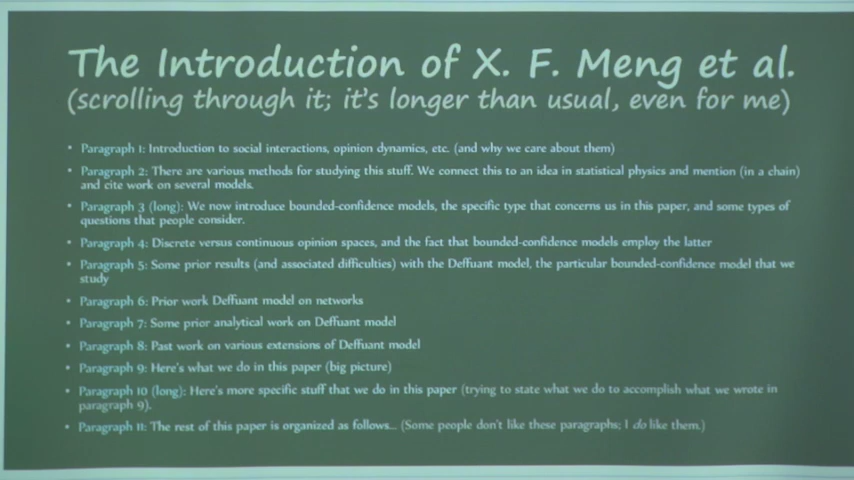 The Introduction of X. F. Meng et al.
(scrolling through it; it's longer than usual, even for me)
• Paragraph 1: Introduction to social interactions, opinion dynamics, etc. (and why we care about them)
• Paragraph 2: There are various methods for studying this stuff. We connect this to an idea in statistical physics and mention (in a chain)
and cite work on several models.
• Paragraph 3 (long): We now introduce bounded-confidence models, the specific type that concerns us in this paper, and some types of
questions that people consider.
• Paragraph 4: Discrete versus continuous opinion spaces, and the fact that bounded-confidence models employ the latter
• Paragraph 5: Some prior results (and associated difficulties) with the Deffuant model, the particular bounded-confidence model that we
study
• Paragraph 6: Prior work Deffuant model on networks
• Paragraph 7: Some prior analytical work on Deffuant model
• Paragraph 8: Past work on various extensions of Deffuant model
• Paragraph 9: Here's what we do in this paper (big picture)
• Paragraph 10 (long): Here's more specific stuff that we do in this paper (trying to state what we do to accomplish what we wrote in
paragraph 9).
• Paragraph 11: The rest of this paper is organized as follows... (Some people don't like these paragraphs; I do like them.)